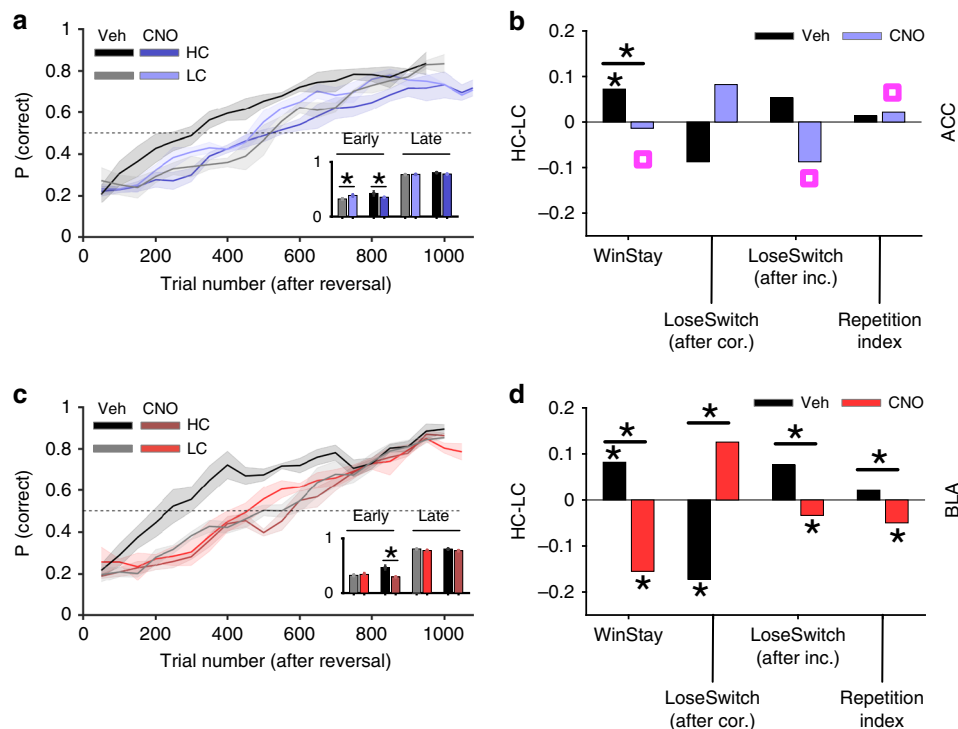 a
Veh CNO
HC
LC
P (correct)
1
0.8
0.6
0.4
0.2
0
0 200 400 600 800 1000
Trial number (after reversal)
Early Late
1
0
* *
b
Veh CNO
HC-LC
0.2
0.1
0
−0.1
−0.2
*
*
WinStay
LoseSwitch
(after cor.)
LoseSwitch
(after inc.)
Repetition
index
ACC
c
Veh CNO
HC
LC
P (correct)
1
0.8
0.6
0.4
0.2
0
0 200 400 600 800 1000
Trial number (after reversal)
Early Late
1
0
*
d
Veh CNO
HC-LC
0.2
0.1
0
−0.1
−0.2
* * * *
*
* * * *
WinStay
LoseSwitch
(after cor.)
LoseSwitch
(after inc.)
Repetition
index
BLA